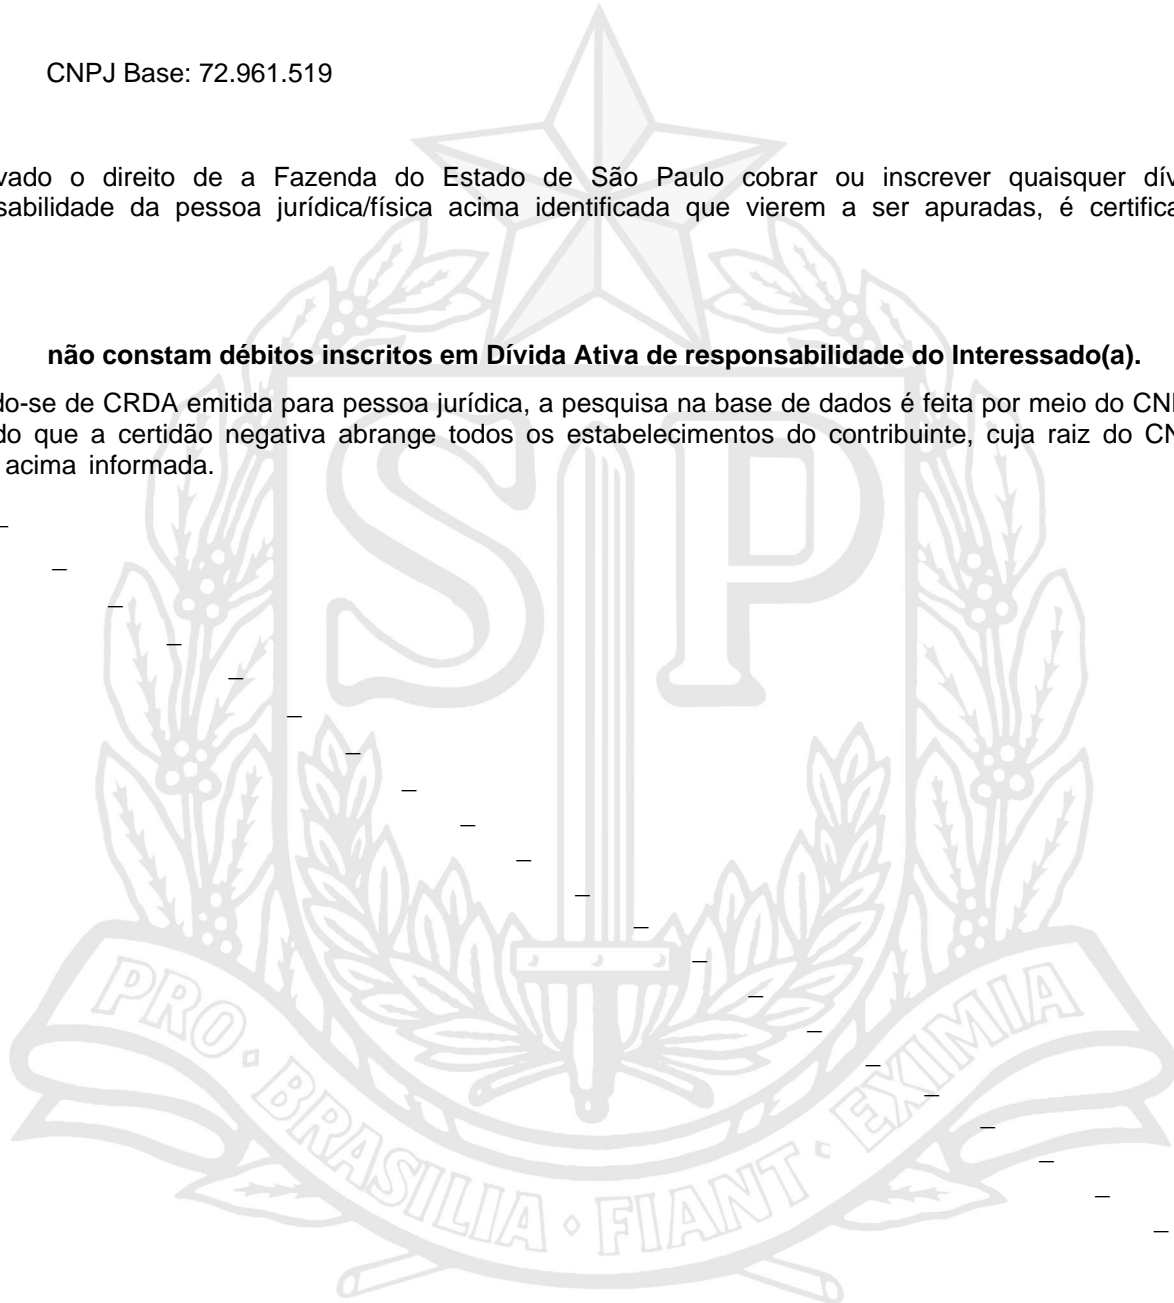 CNPJ Base: 72.961.519
vado o direito de a Fazenda do Estado de São Paulo cobrar ou inscrever quaisquer dív
sabilidade da pessoa jurídica/física acima identificada que vierem a ser apuradas, é certifica
não constam débitos inscritos em Dívida Ativa de responsabilidade do Interessado(a).
do-se de CRDA emitida para pessoa jurídica, a pesquisa na base de dados é feita por meio do CN
do que a certidão negativa abrange todos os estabelecimentos do contribuinte, cuja raiz do CN
acima informada.
SP
PRO · BRASILIA · FIANT · EXIMIA